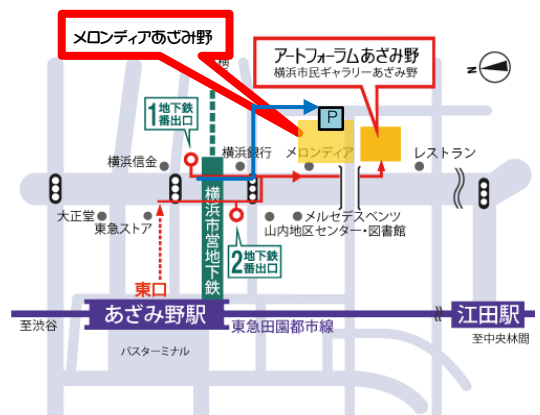 メロンディアあざみ野
アートフォーラムあざみ野
横浜市民ギャラリーあざみ野
横
N
P
1 地下鉄
番出口
横浜信金
横浜銀行
メロンディア
レストラン
大正堂
東急ストア
横浜市営地下鉄
メルセデスベンツ
山内地区センター・図書館
2 地下鉄
番出口
東口
あざみ野駅
江田駅
至渋谷
東急田園都市線
至中央林間
バスターミナル